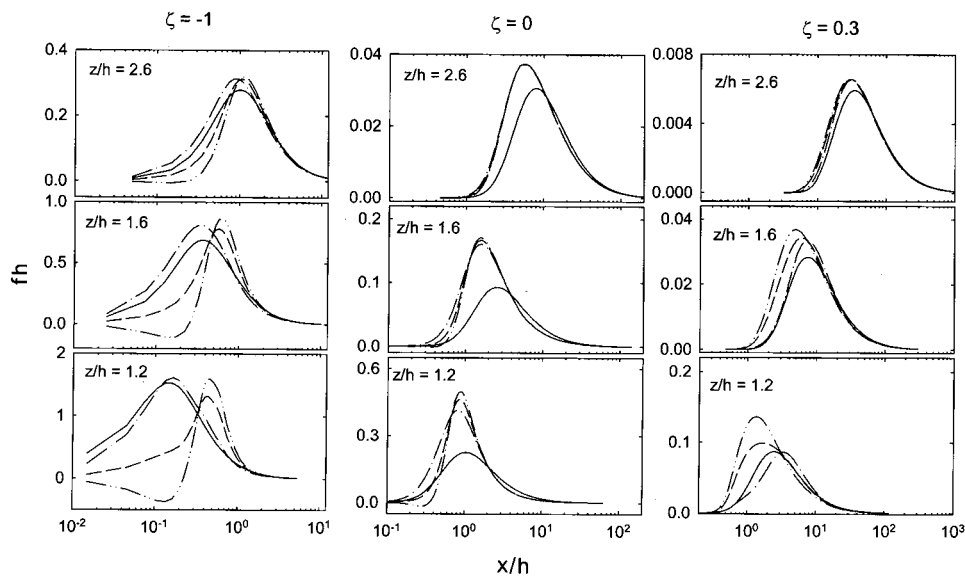 ζ = -1
ζ = 0
ζ = 0.3
0.4
z/h = 2.6
0.2
0.0
0.04
z/h = 2.6
0.02
0.00
0.008
z/h = 2.6
0.004
0.000
1.0
z/h = 1.6
0.5
0.0
0.2
z/h = 1.6
0.1
0.0
0.04
z/h = 1.6
0.02
0.00
fh
2
z/h = 1.2
1
0
0.6
z/h = 1.2
0.3
0.0
0.2
z/h = 1.2
0.1
0.0
10-2 10-1 100 101
10-1 100 101 102
100 101 102 103
x/h